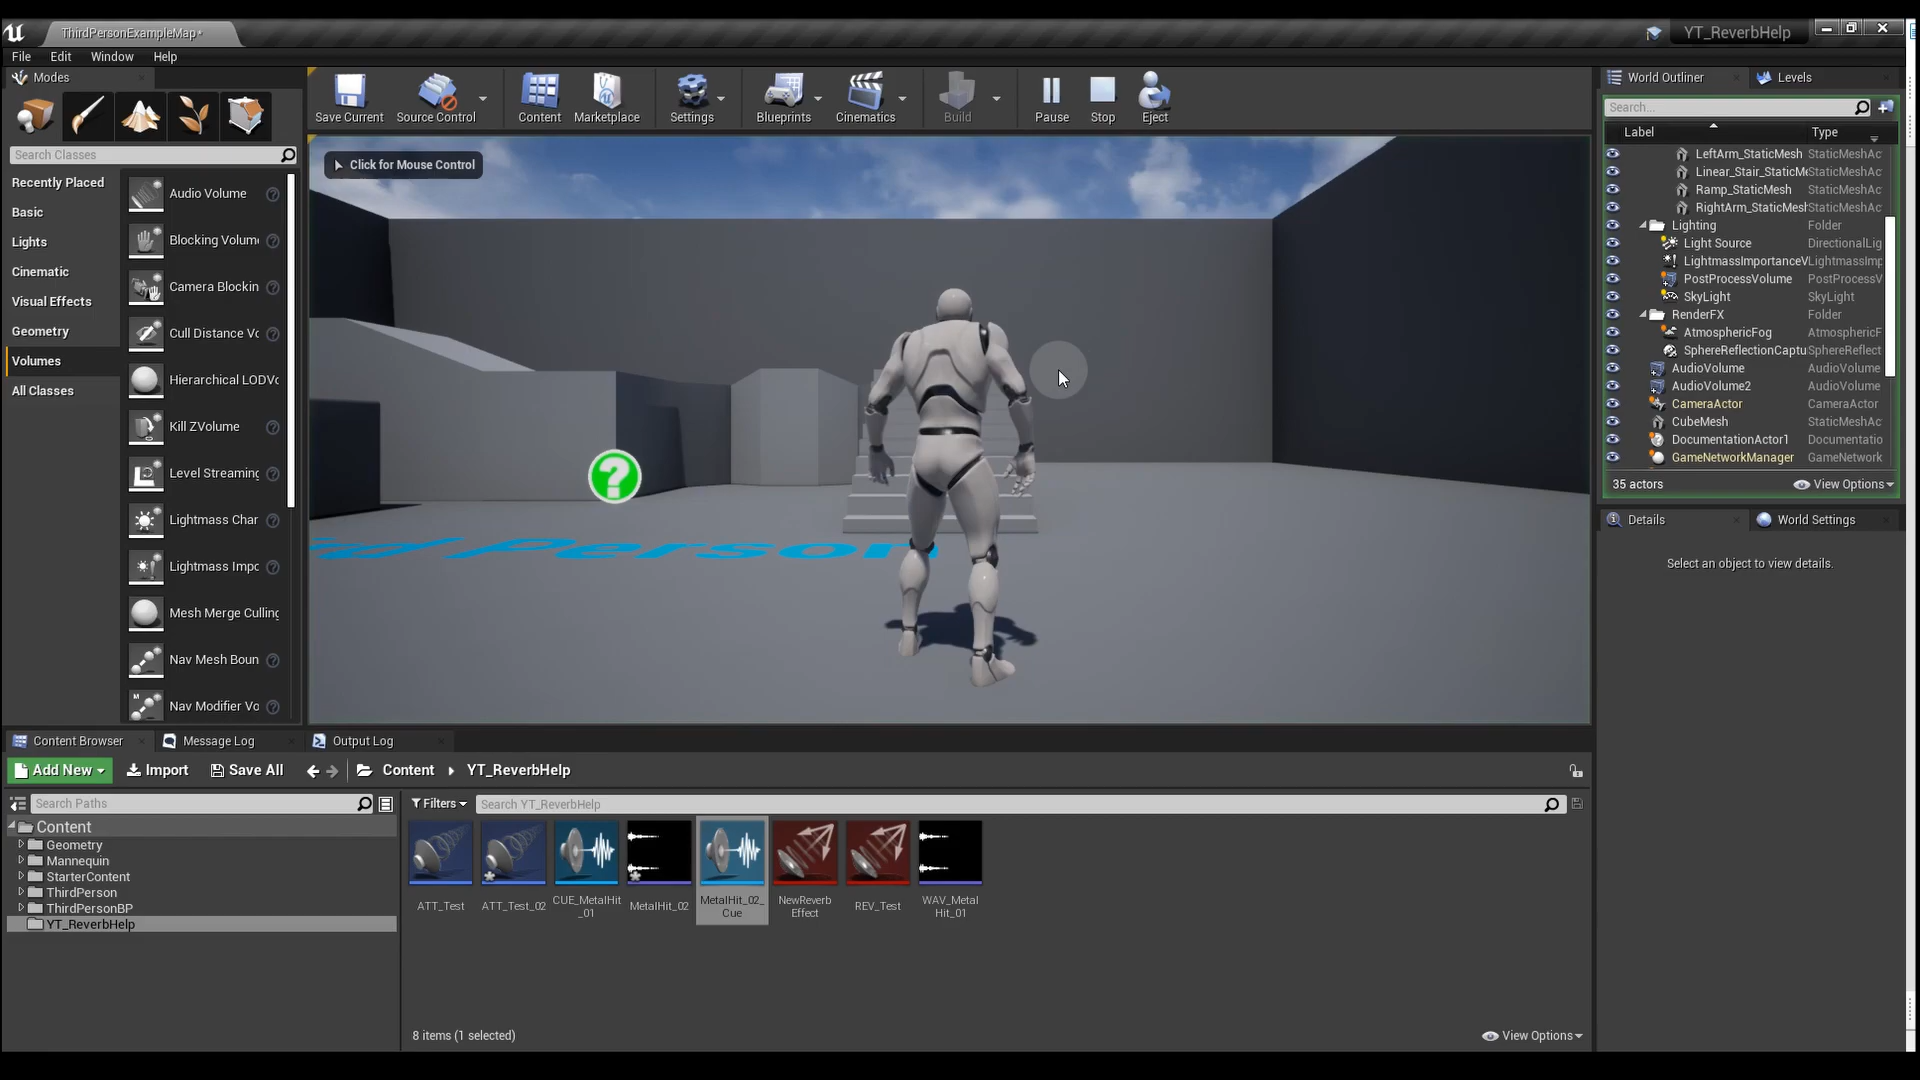 ThirdPersonExampleMap*
YT_ReverbHelp
File Edit Window Help
Modes
Save Current
Source Control
Content
Marketplace
Settings
Blueprints
Cinematics
Build
Pause
Stop
Eject
World Outliner
Levels
Search...
Label
Type
Search Classes
Recently Placed
Basic
Lights
Cinematic
Visual Effects
Geometry
Volumes
All Classes
Audio Volume
Blocking Volum
Camera Blockin
Cull Distance Vo
Hierarchical LODVo
Kill ZVolume
Level Streaming
Lightmass Char
Lightmass Impo
Mesh Merge Culling
Nav Mesh Boun
Nav Modifier Vo
Click for Mouse Control
Person
LeftArm_StaticMesh StaticMeshAc
Linear_Stair_StaticMe StaticMeshAc
Ramp_StaticMesh StaticMeshAc
RightArm_StaticMesh StaticMeshAc
Lighting Folder
Light Source DirectionalLig
LightmassImportanceV LightmassImp
PostProcessVolume PostProcessV
SkyLight SkyLight
RenderFX Folder
AtmosphericFog AtmosphericF
SphereReflectionCaptu SphereReflect
AudioVolume AudioVolume
AudioVolume2 AudioVolume
CameraActor CameraActor
CubeMesh StaticMeshAc
DocumentationActor1 Documentatio
GameNetworkManager GameNetwork
35 actors
View Options
Details
World Settings
Select an object to view details.
Content Browser
Message Log
Output Log
Add New
Import
Save All
Content
YT_ReverbHelp
Search Paths
Filters
Search YT_ReverbHelp
Content
Geometry
Mannequin
StarterContent
ThirdPerson
ThirdPersonBP
YT_ReverbHelp
ATT_Test
ATT_Test_02
CUE_MetalHit
_01
MetalHit_02
MetalHit_02_
Cue
NewReverb
Effect
REV_Test
WAV_Metal
Hit_01
8 items (1 selected)
View Options